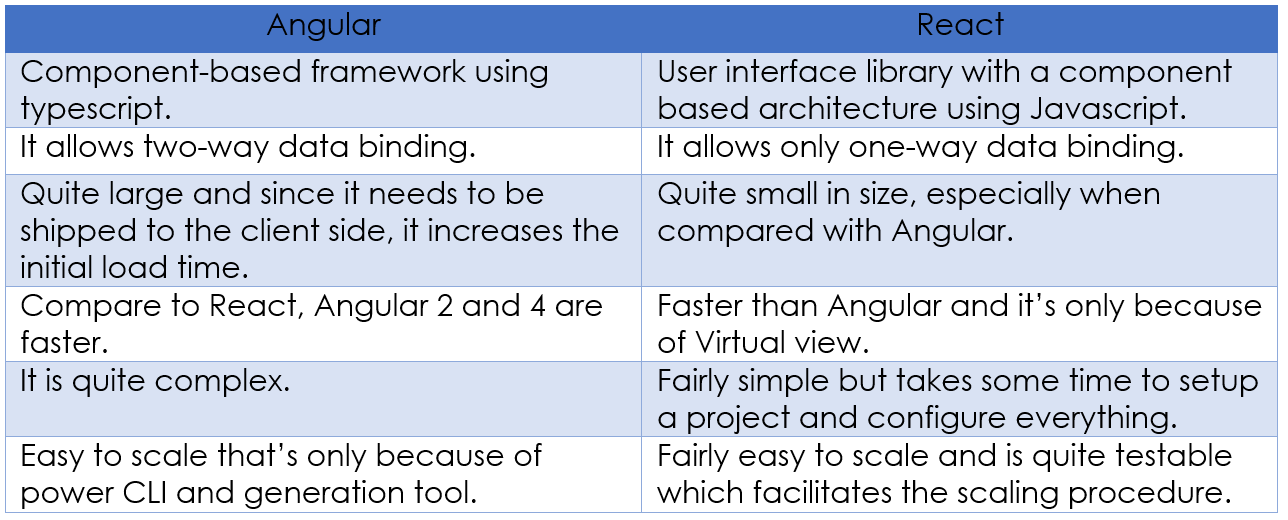 Angular
React
Component-based framework using
typescript.
User interface library with a component
based architecture using Javascript.
It allows two-way data binding.
It allows only one-way data binding.
Quite large and since it needs to be
shipped to the client side, it increases the
initial load time.
Quite small in size, especially when
compared with Angular.
Compare to React, Angular 2 and 4 are
faster.
Faster than Angular and it’s only because
of Virtual view.
It is quite complex.
Fairly simple but takes some time to setup
a project and configure everything.
Easy to scale that’s only because of
power CLI and generation tool.
Fairly easy to scale and is quite testable
which facilitates the scaling procedure.